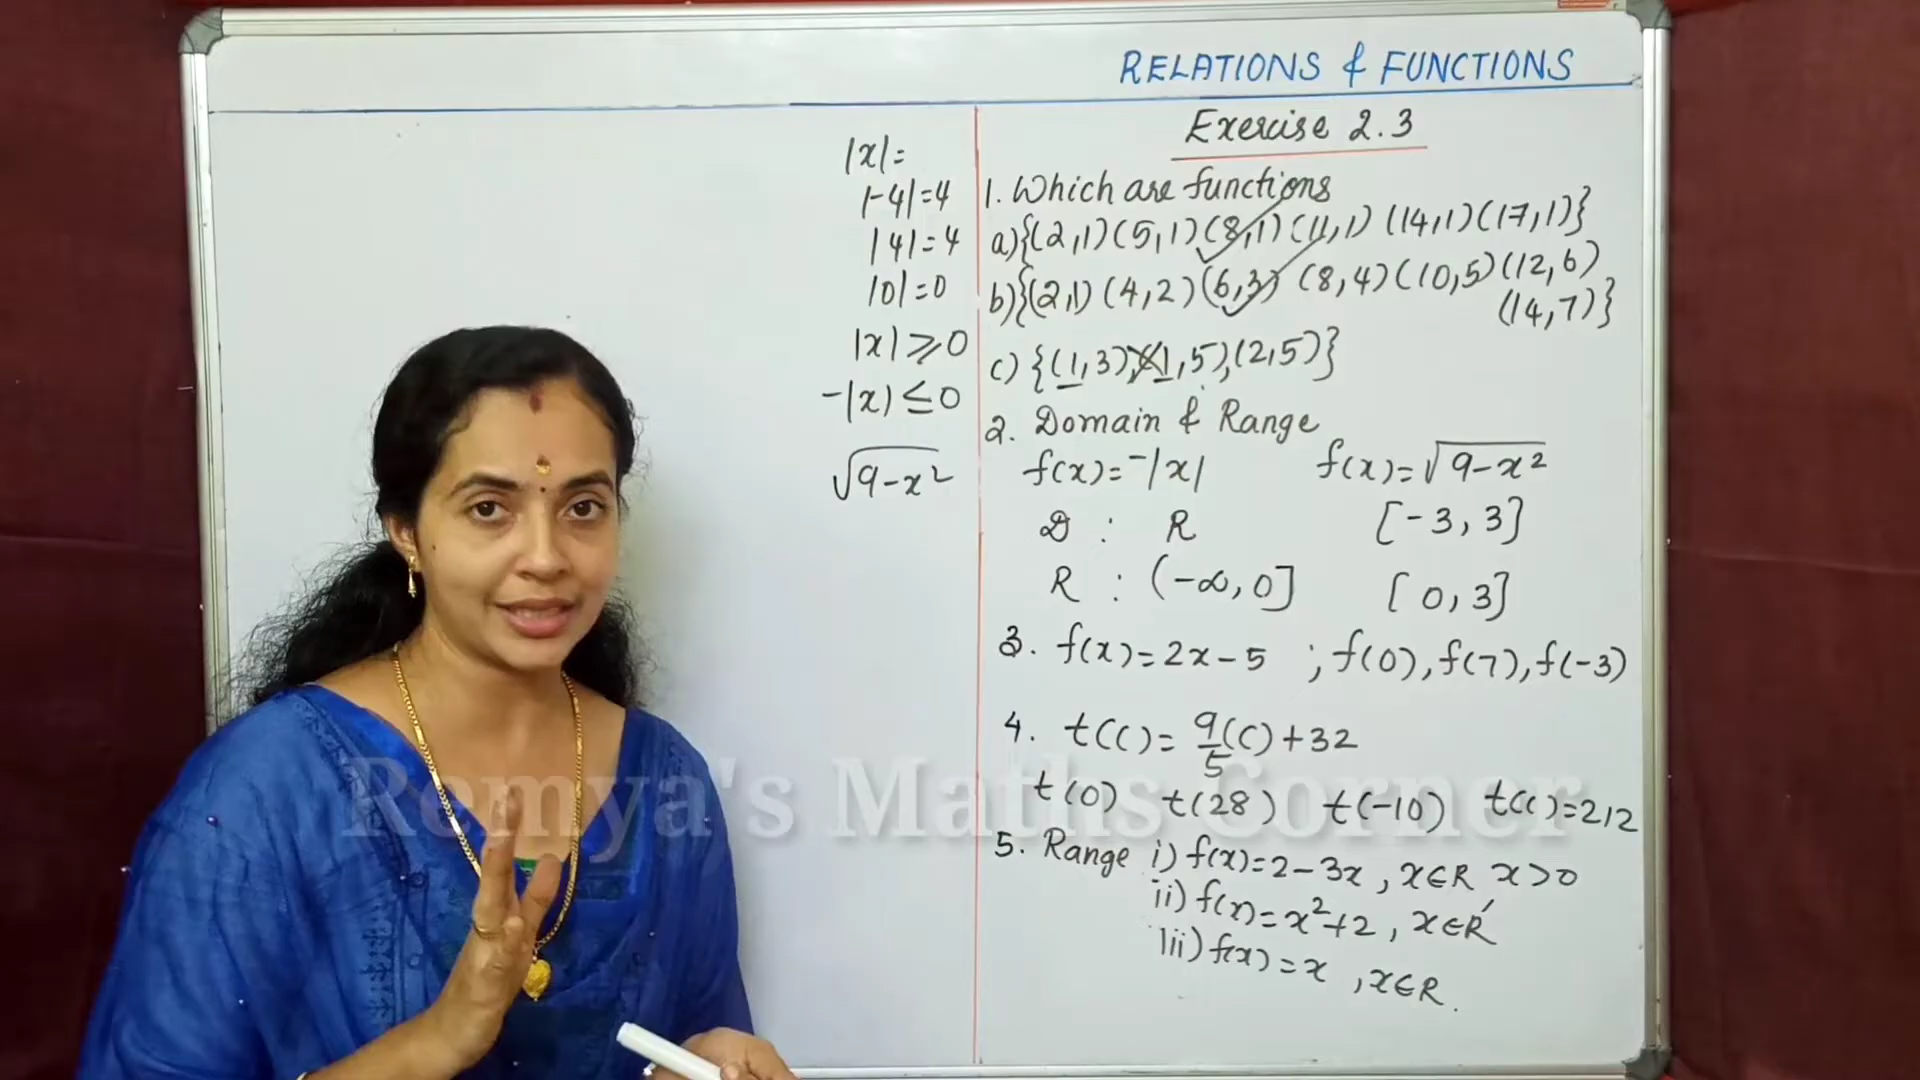 RELATIONS & FUNCTIONS
|x| =
|-4| = 4
|4| = 4
|0| = 0
|x| ⩾ 0
-|x| ≤ 0
√(9-x²)
Exercise 2.3
1. Which are functions
a) {(2,1) (5,1) (8,1) (11,1) (14,1) (17,1)}
b) {(2,1) (4,2) (6,3) (8,4) (10,5) (12,6)
(14,7)}
c) {(1,3), (1,5), (2,5)}
2. Domain & Range
f(x) = -|x| f(x) = √(9-x²)
D : R [-3, 3]
R : (-∞, 0] [0, 3]
3. f(x) = 2x - 5 ; f(0), f(7), f(-3)
4. t(C) = 9/5 (C) + 32
t(0) t(28) t(-10) t(C) = 212
5. Range i) f(x) = 2 - 3x, x∈R x > 0
ii) f(x) = x² + 2, x∈R
iii) f(x) = x, x∈R.
Remya's Maths Corner